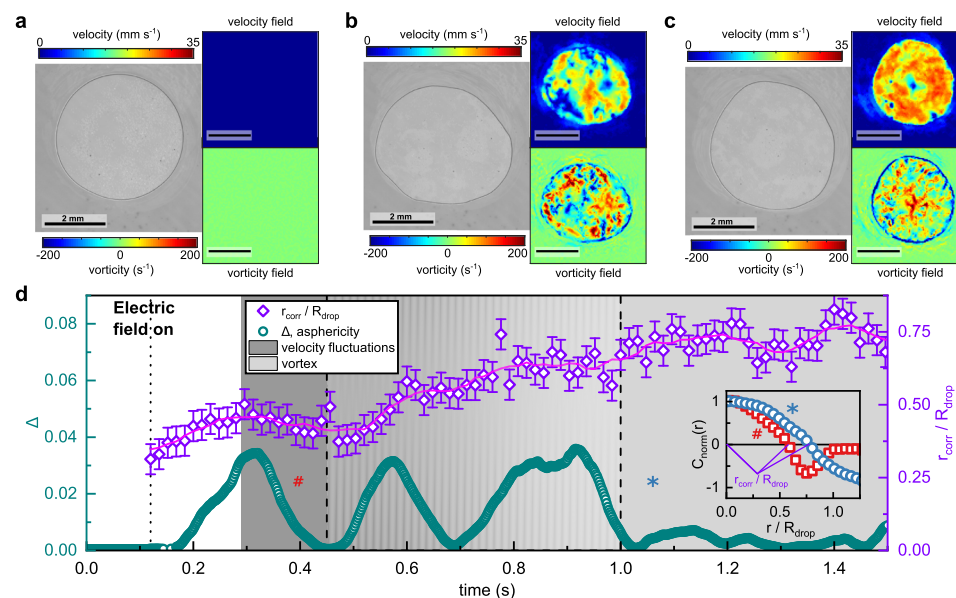 a
velocity field
velocity (mm s⁻¹)
0
35
2 mm
-200
0
200
vorticity (s⁻¹)
vorticity field
b
velocity field
velocity (mm s⁻¹)
0
35
2 mm
-200
0
200
vorticity (s⁻¹)
vorticity field
c
velocity field
velocity (mm s⁻¹)
0
35
2 mm
-200
0
200
vorticity (s⁻¹)
vorticity field
d
Electric
field on
r_corr / R_drop
Δ, asphericity
velocity fluctuations
vortex
0.08
0.06
0.04
0.02
0.00
Δ
0.75
0.50
0.25
0.00
r_corr / R_drop
#
*
1
0
-1
C_norm(r)
#
*
r_corr / R_drop
0.0
0.5
1.0
r / R_drop
0.0
0.2
0.4
0.6
0.8
1.0
1.2
1.4
time (s)